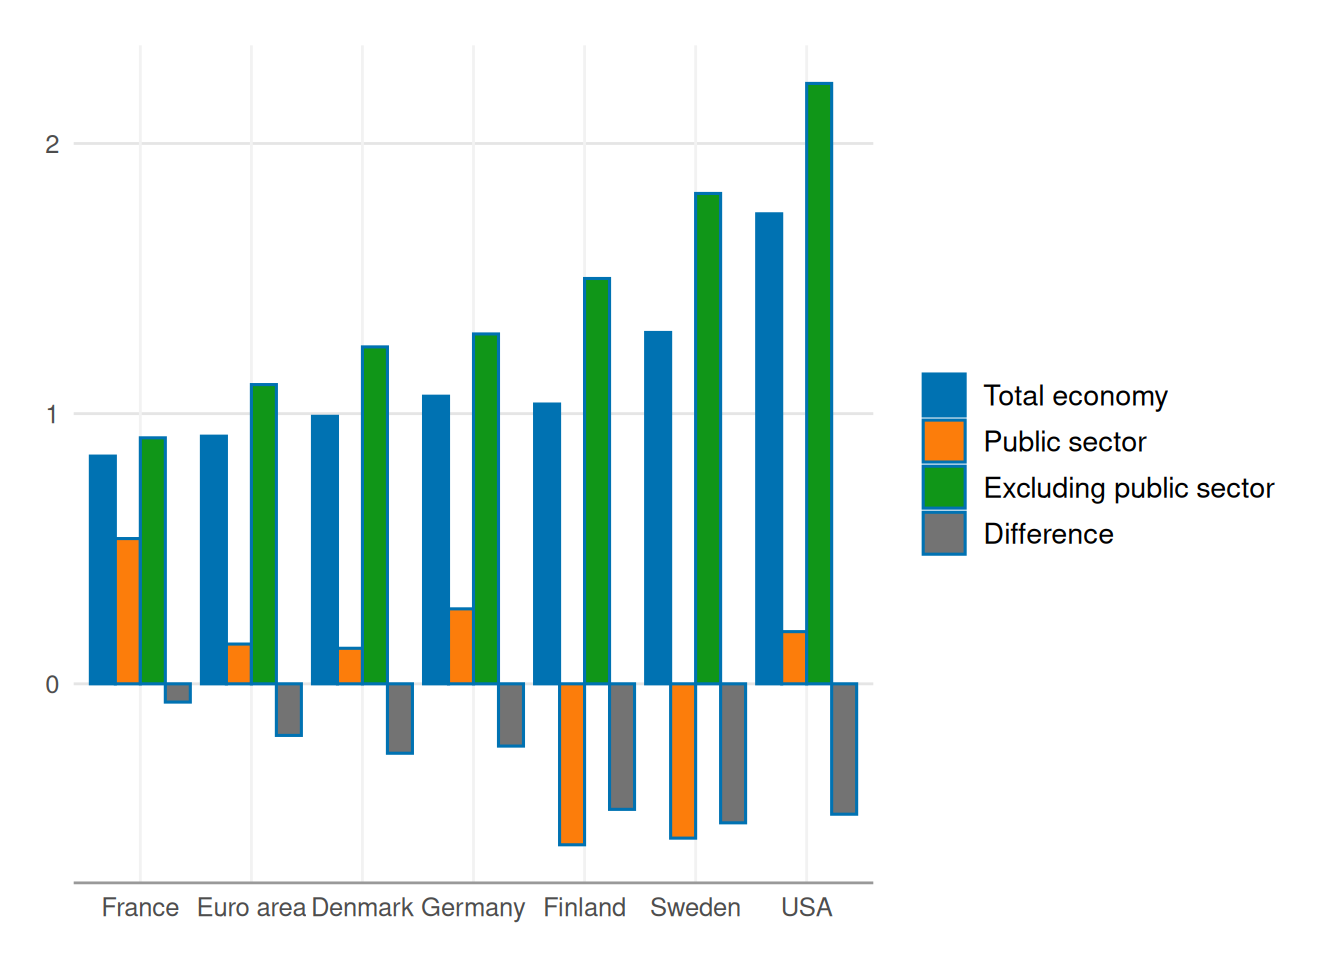 2
1
0
France Euro area Denmark Germany Finland Sweden USA
Total economy
Public sector
Excluding public sector
Difference